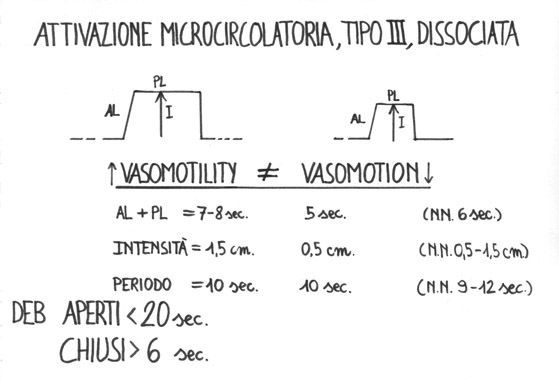 ATTIVAZIONE MICROCIRCOLATORIA, TIPO III, DISSOCIATA
PL PL
AL I AL I
↑VASOMOTILITY ≠ VASOMOTION↓
AL + PL = 7-8 sec. 5 sec. (N.N. 6 sec.)
INTENSITÀ = 1,5 cm. 0,5 cm. (N.N. 0,5-1,5 cm.)
PERIODO = 10 sec. 10 sec. (N.N. 9-12 sec.)
DEB APERTI < 20 sec.
CHIUSI > 6 sec.